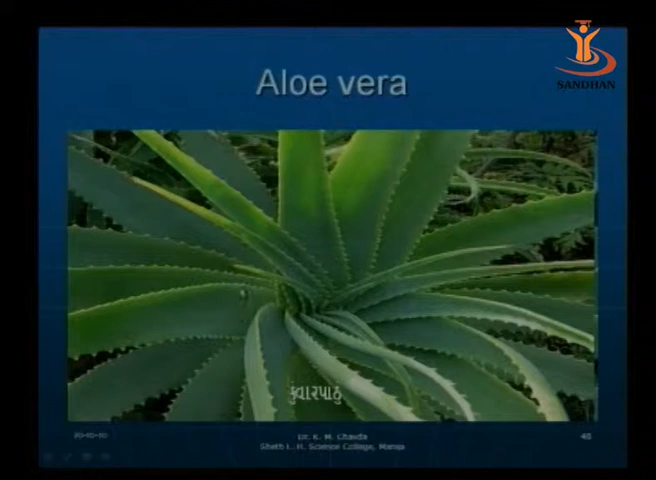 SANDHAN
Aloe vera
કુંવારપાઠું
Dr. K. M. Chavda
48
Sheth L. H. Science College, Mansa